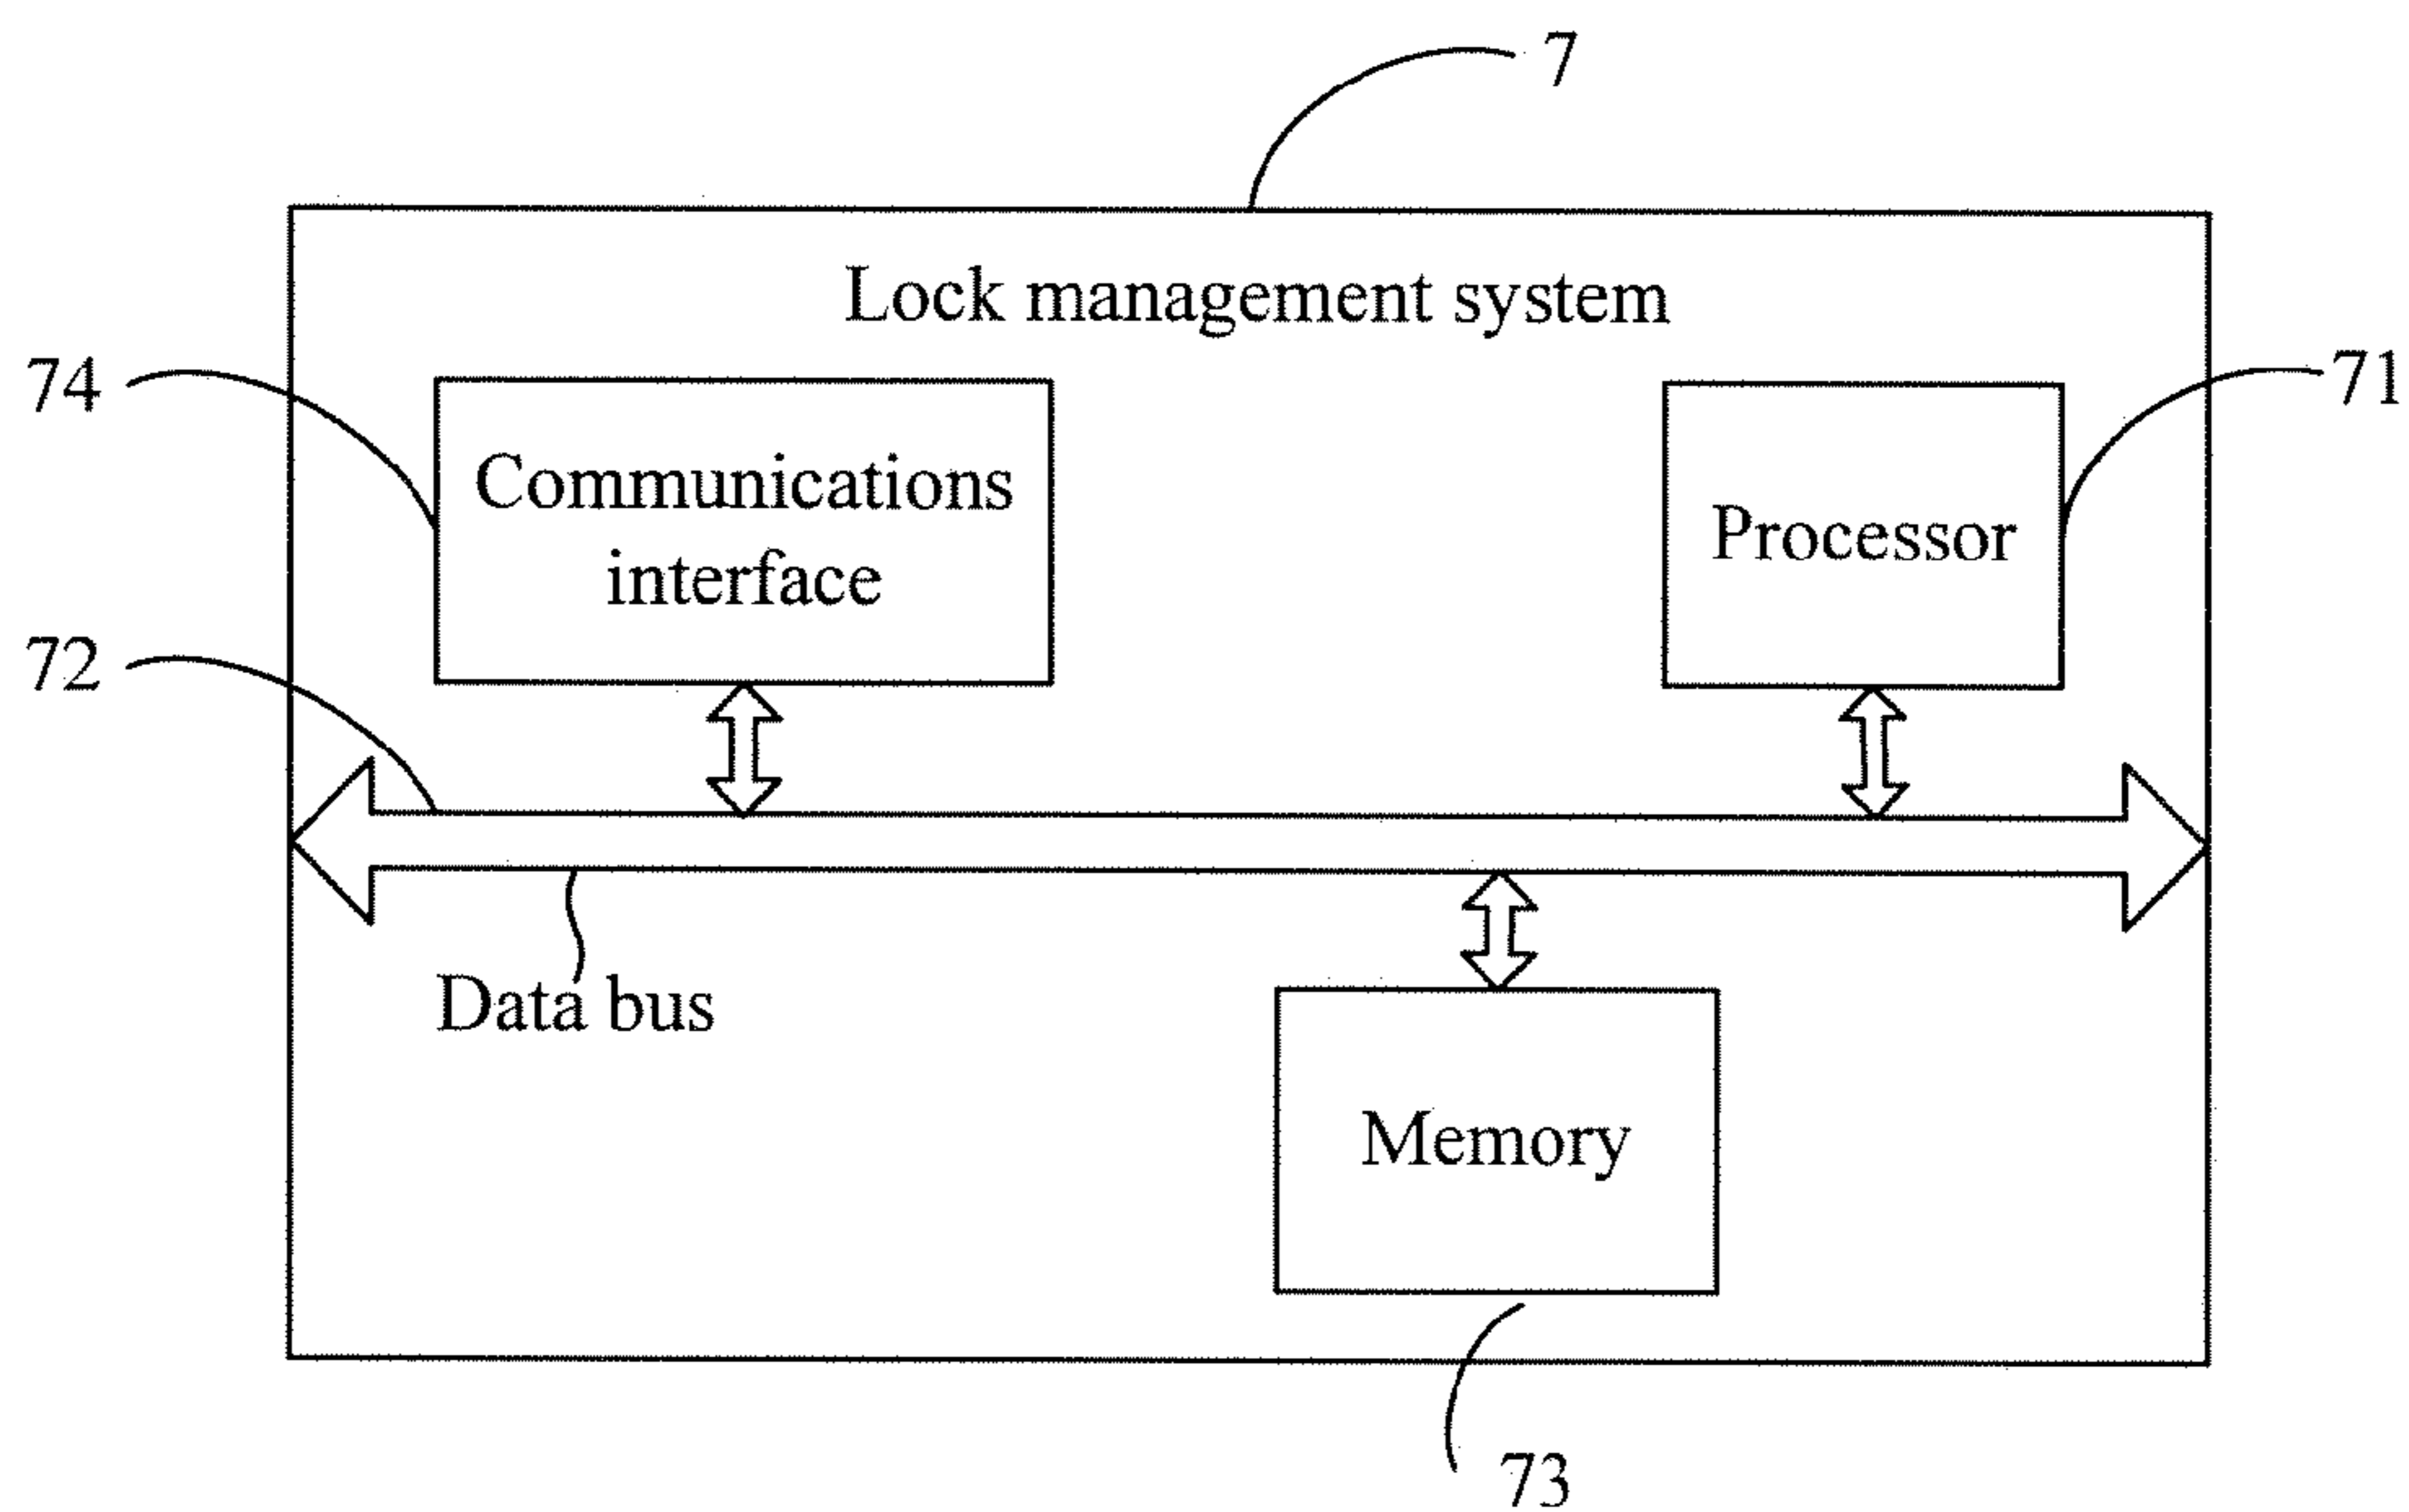 7
Lock management system
74
71
Communications
interface
Processor
72
Data bus
Memory
73